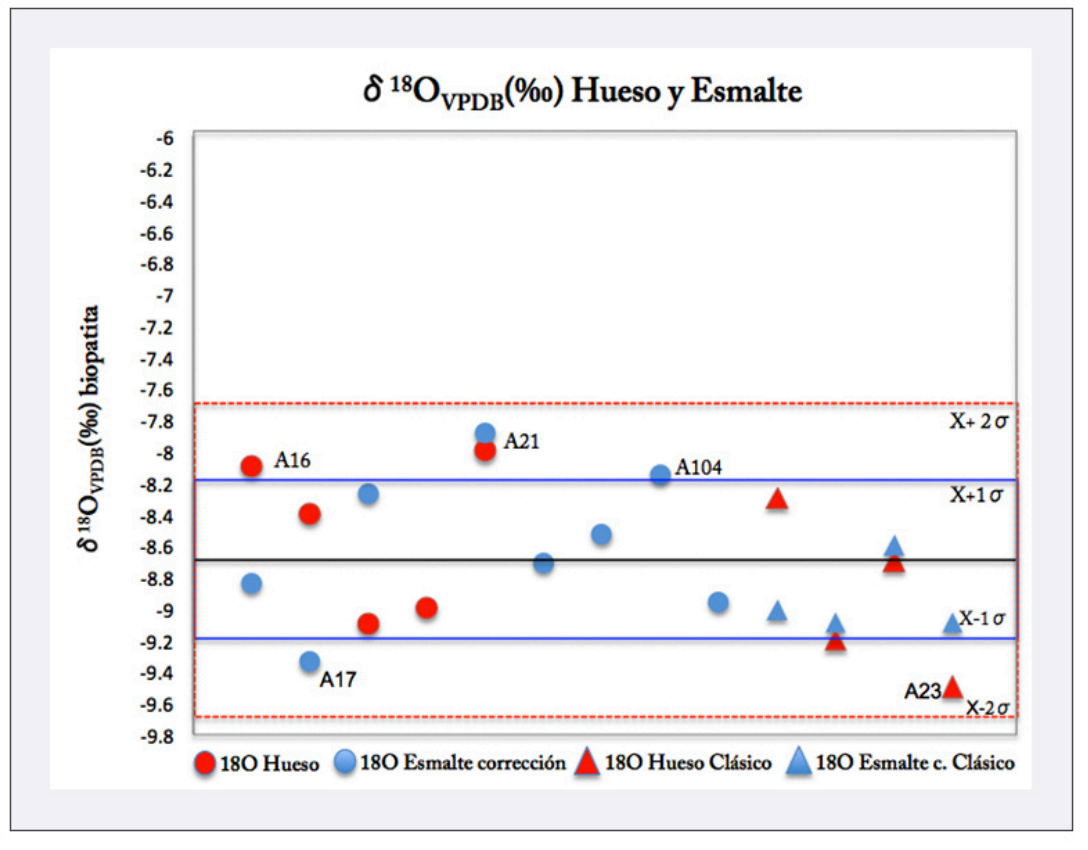 δ ¹⁸O_VPDB(‰) Hueso y Esmalte
δ ¹⁸O_VPDB(‰) biopatita
-6
-6.2
-6.4
-6.6
-6.8
-7
-7.2
-7.4
-7.6
-7.8
-8
-8.2
-8.4
-8.6
-8.8
-9
-9.2
-9.4
-9.6
-9.8
X+ 2σ
A21
A16
A104
X+1σ
X-1σ
A17
A23
X-2σ
18O Hueso 18O Esmalte corrección 18O Hueso Clásico 18O Esmalte c. Clásico